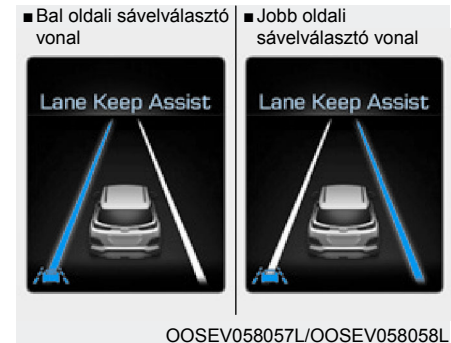 ■ Bal oldali sávelválasztó
vonal
■ Jobb oldali
sávelválasztó vonal
Lane Keep Assist
Lane Keep Assist
OOSEV058057L/OOSEV058058L